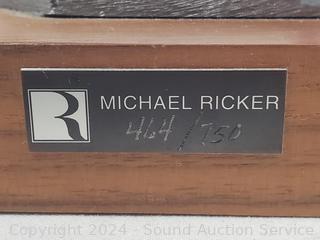 R MICHAEL RICKER
464/750
Copyright 2024 - Sound Auction Service